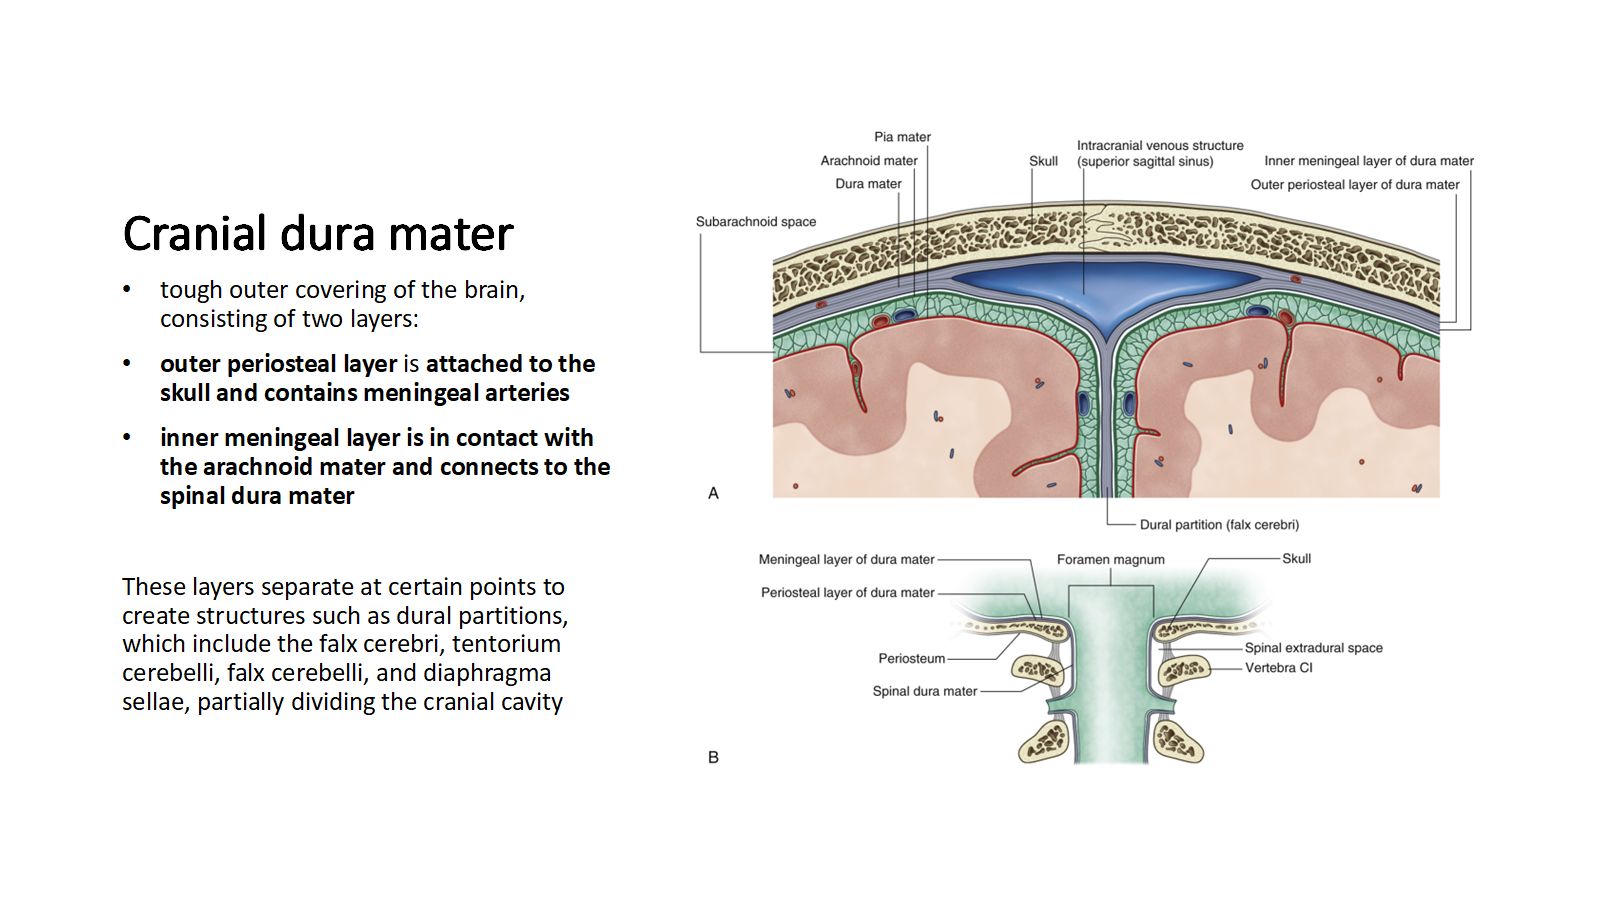 Cranial dura mater
• tough outer covering of the brain,
consisting of two layers:
• outer periosteal layer is attached to the
skull and contains meningeal arteries
• inner meningeal layer is in contact with
the arachnoid mater and connects to the
spinal dura mater
These layers separate at certain points to
create structures such as dural partitions,
which include the falx cerebri, tentorium
cerebelli, falx cerebelli, and diaphragma
sellae, partially dividing the cranial cavity
Pia mater
Arachnoid mater
Dura mater
Subarachnoid space
Skull
Intracranial venous structure
(superior sagittal sinus)
Inner meningeal layer of dura mater
Outer periosteal layer of dura mater
A
Dural partition (falx cerebri)
Meningeal layer of dura mater
Periosteal layer of dura mater
Foramen magnum
Skull
Periosteum
Spinal dura mater
Spinal extradural space
Vertebra CI
B